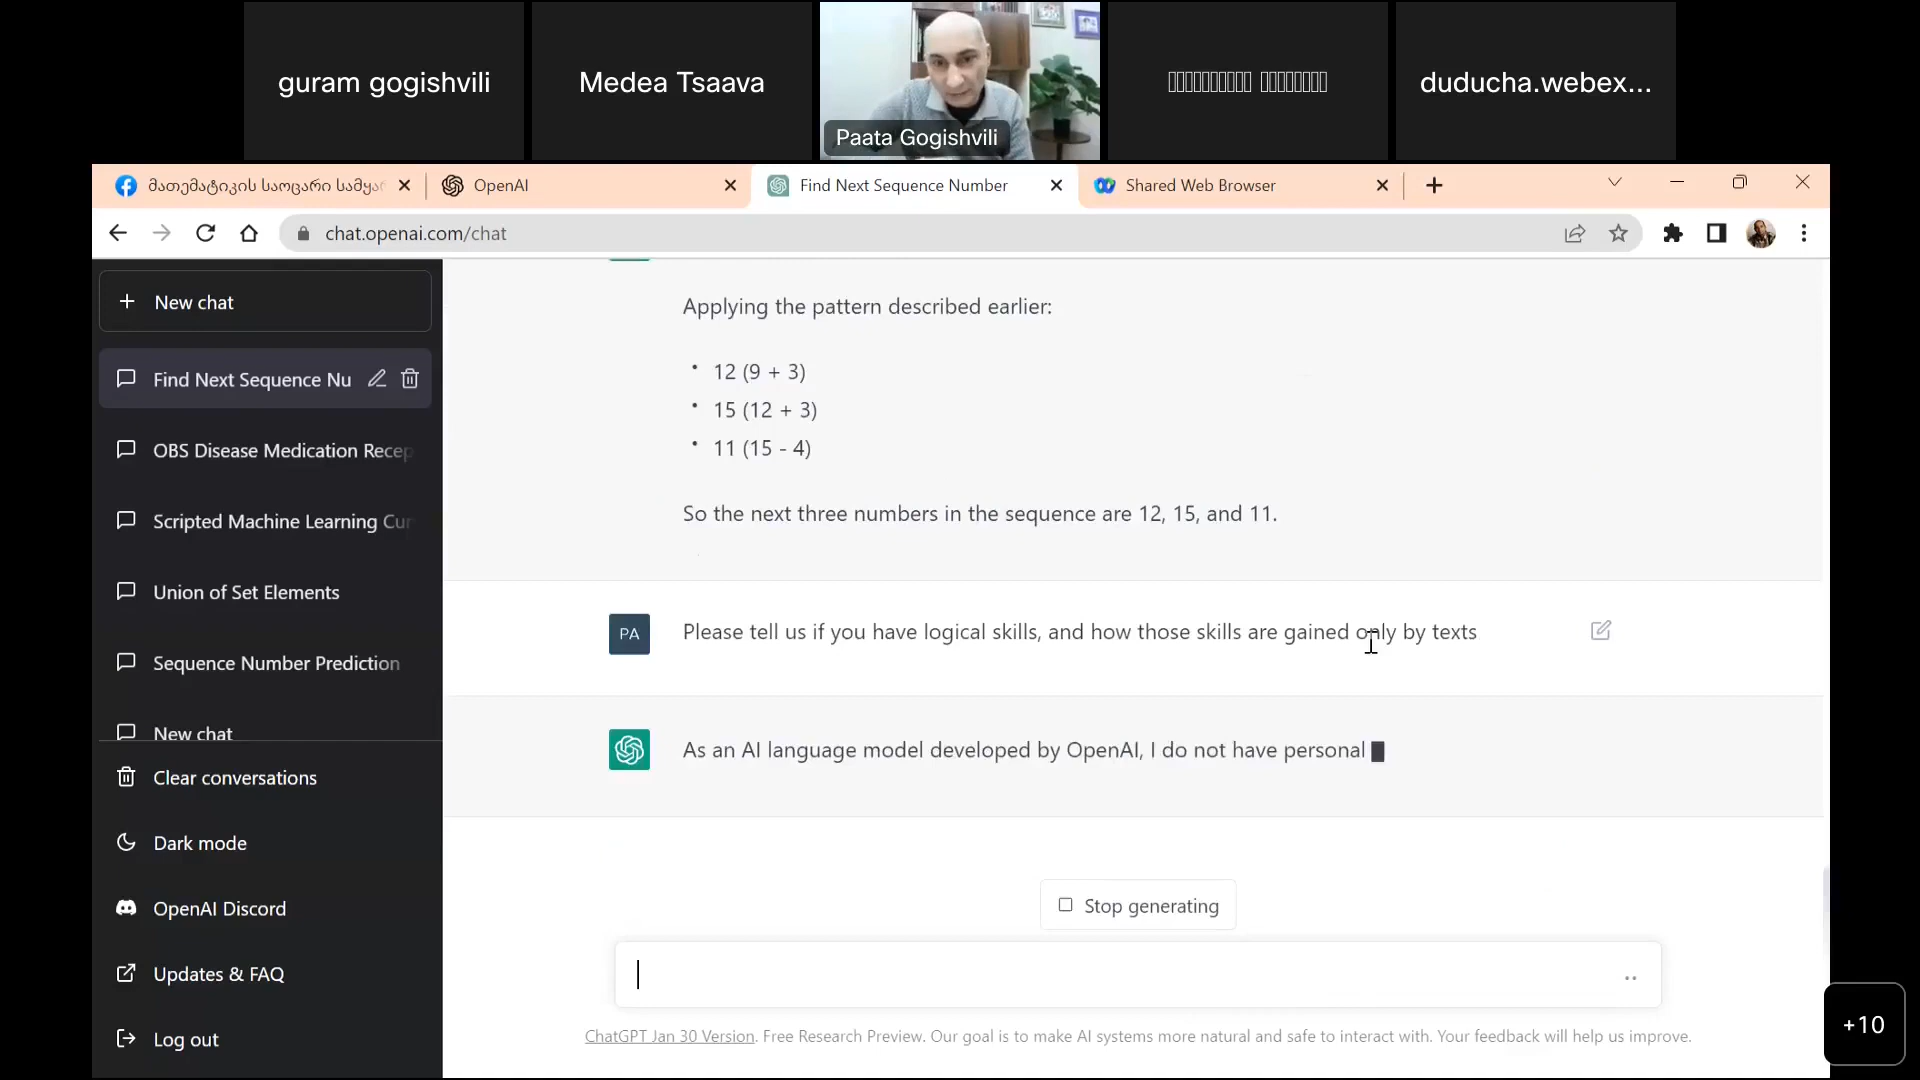 guram gogishvili
Medea Tsaava
Paata Gogishvili
duducha.webex...
მათემატიკის საოცარი სამყა
OpenAI
Find Next Sequence Number
Shared Web Browser
chat.openai.com/chat
New chat
Find Next Sequence Nu
OBS Disease Medication Recep
Scripted Machine Learning Cur
Union of Set Elements
Sequence Number Prediction
New chat
Clear conversations
Dark mode
OpenAI Discord
Updates & FAQ
Log out
Applying the pattern described earlier:
• 12 (9 + 3)
• 15 (12 + 3)
• 11 (15 - 4)
So the next three numbers in the sequence are 12, 15, and 11.
PA
Please tell us if you have logical skills, and how those skills are gained only by texts
As an AI language model developed by OpenAI, I do not have personal
Stop generating
ChatGPT Jan 30 Version. Free Research Preview. Our goal is to make AI systems more natural and safe to interact with. Your feedback will help us improve.
+10